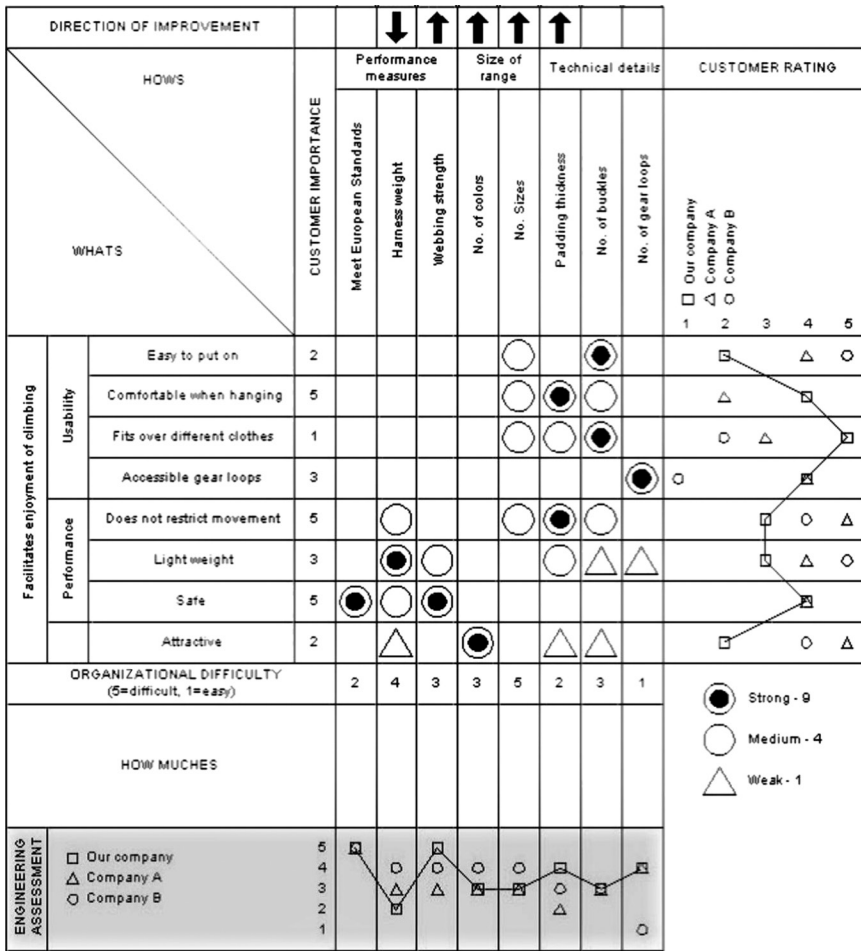 DIRECTION OF IMPROVEMENT
HOWS
WHATS
CUSTOMER IMPORTANCE
Performance measures
Size of range
Technical details
CUSTOMER RATING
Meet European Standards
Harness weight
Webbing strength
No. of colors
No. Sizes
Padding thickness
No. of buckles
No. of gear loops
Our company
Company A
Company B
1 2 3 4 5
Facilitates enjoyment of climbing
Usability
Easy to put on 2
Comfortable when hanging 5
Fits over different clothes 1
Accessible gear loops 3
Performance
Does not restrict movement 5
Light weight 3
Safe 5
Attractive 2
ORGANIZATIONAL DIFFICULTY
(5=difficult, 1=easy)
2 4 3 3 5 2 3 1
Strong - 9
Medium - 4
Weak - 1
HOW MUCHES
ENGINEERING
ASSESSMENT
Our company
Company A
Company B
5
4
3
2
1